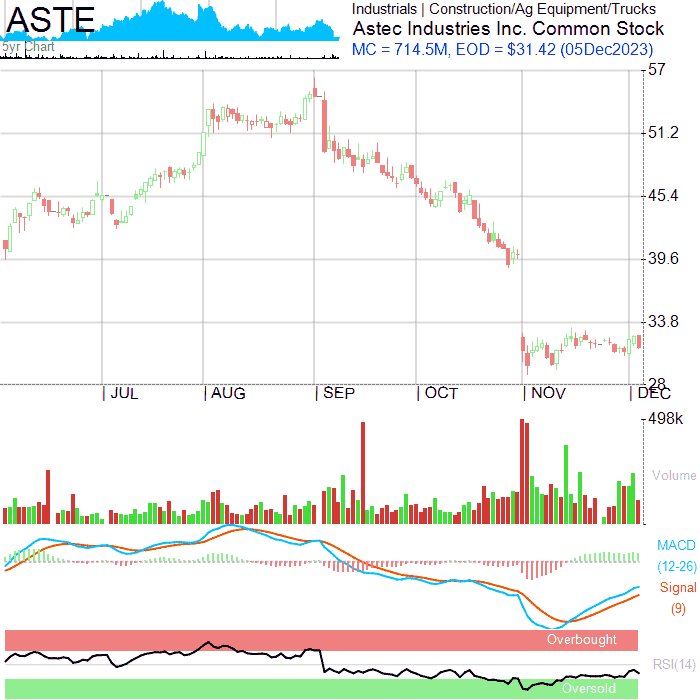 ASTE
5yr Chart
Industrials | Construction/Ag Equipment/Trucks
Astec Industries Inc. Common Stock
MC = 714.5M, EOD = $31.42 (05Dec2023)
57
51.2
45.4
39.6
33.8
28
JUL
AUG
SEP
OCT
NOV
DEC
498k
Volume
MACD
(12-26)
Signal
(9)
Overbought
RSI(14)
Oversold